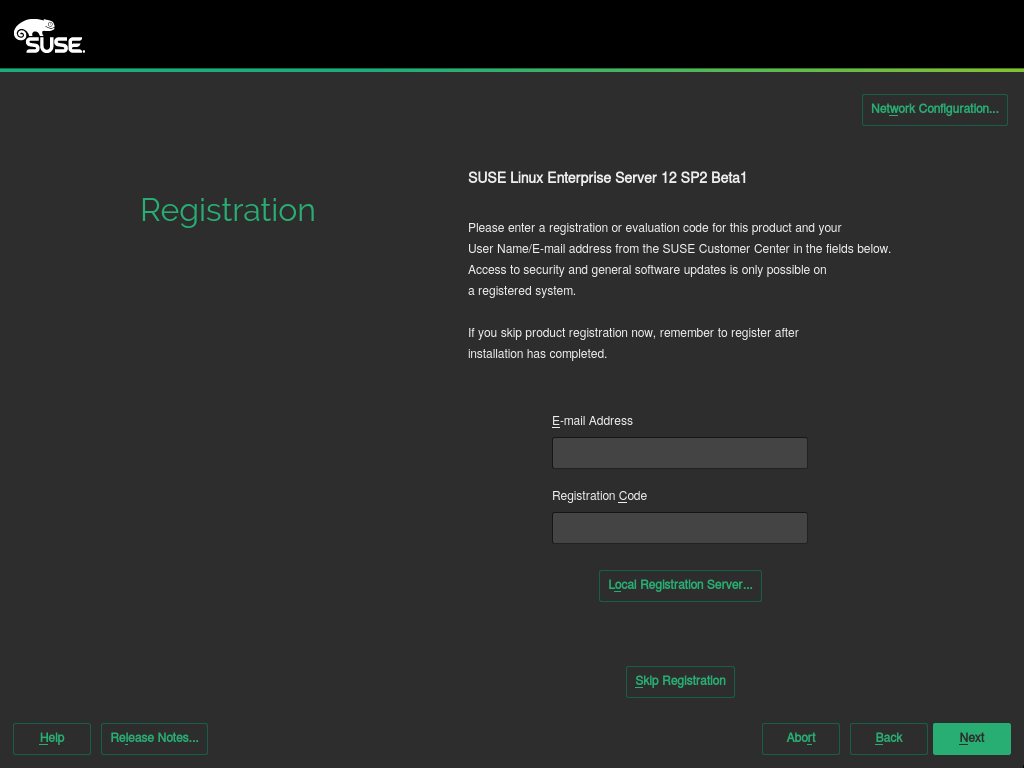 SUSE.
Network Configuration...
Registration
SUSE Linux Enterprise Server 12 SP2 Beta1
Please enter a registration or evaluation code for this product and your
User Name/E-mail address from the SUSE Customer Center in the fields below.
Access to security and general software updates is only possible on
a registered system.
If you skip product registration now, remember to register after
installation has completed.
E-mail Address
Registration Code
Local Registration Server...
Skip Registration
Help
Release Notes...
Abort
Back
Next